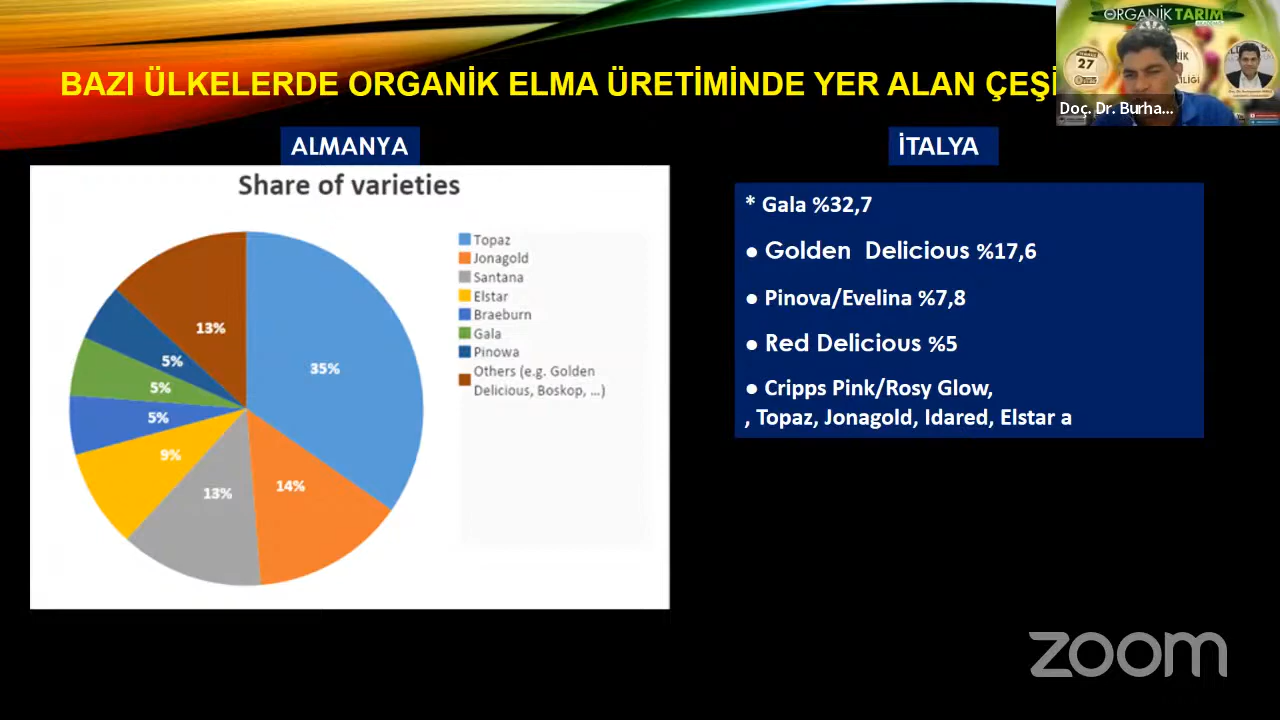 BAZI ÜLKELERDE ORGANİK ELMA ÜRETİMİNDE YER ALAN ÇEŞİ
ORGANİK TARIM
27
Doç. Dr. Burha...
ALMANYA
İTALYA
Share of varieties
Topaz
Jonagold
Santana
Elstar
Braeburn
Gala
Pinowa
Others (e.g. Golden
Delicious, Boskop, ...)
13%
5%
35%
5%
5%
9%
13%
14%
* Gala %32,7
● Golden Delicious %17,6
● Pinova/Evelina %7,8
● Red Delicious %5
● Cripps Pink/Rosy Glow,
, Topaz, Jonagold, Idared, Elstar a
zoom